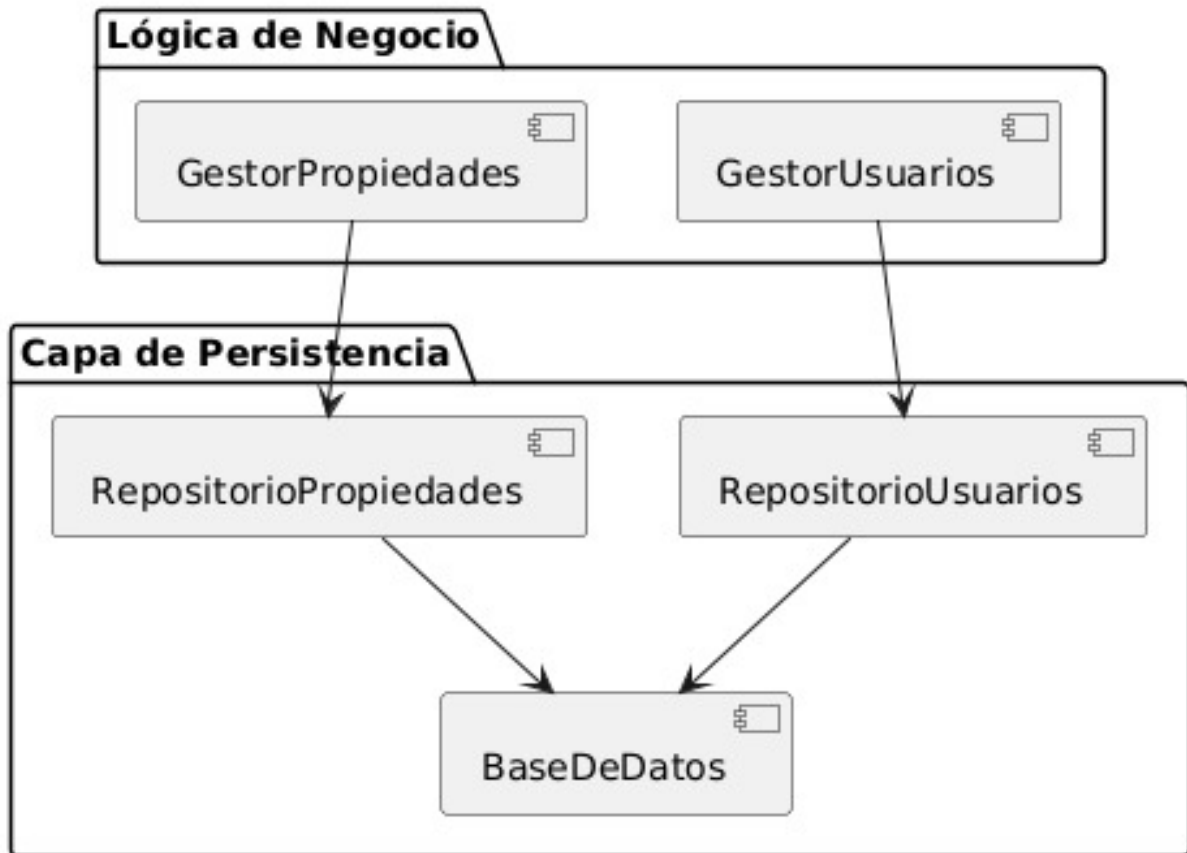 Lógica de Negocio
GestorPropiedades
GestorUsuarios
Capa de Persistencia
RepositorioPropiedades
RepositorioUsuarios
BaseDeDatos